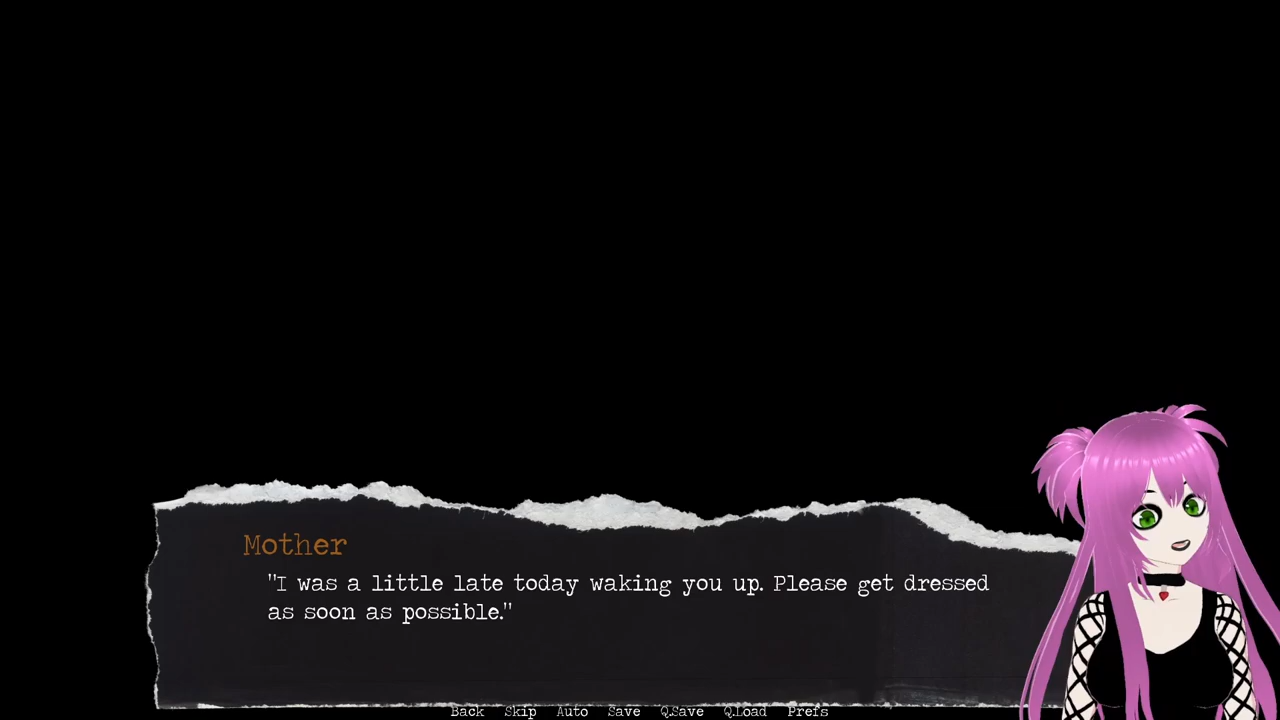 Mother
"I was a little late today waking you up. Please get dressed
as soon as possible."
Back Skip Auto Save Q.Save Q.Load Prefs